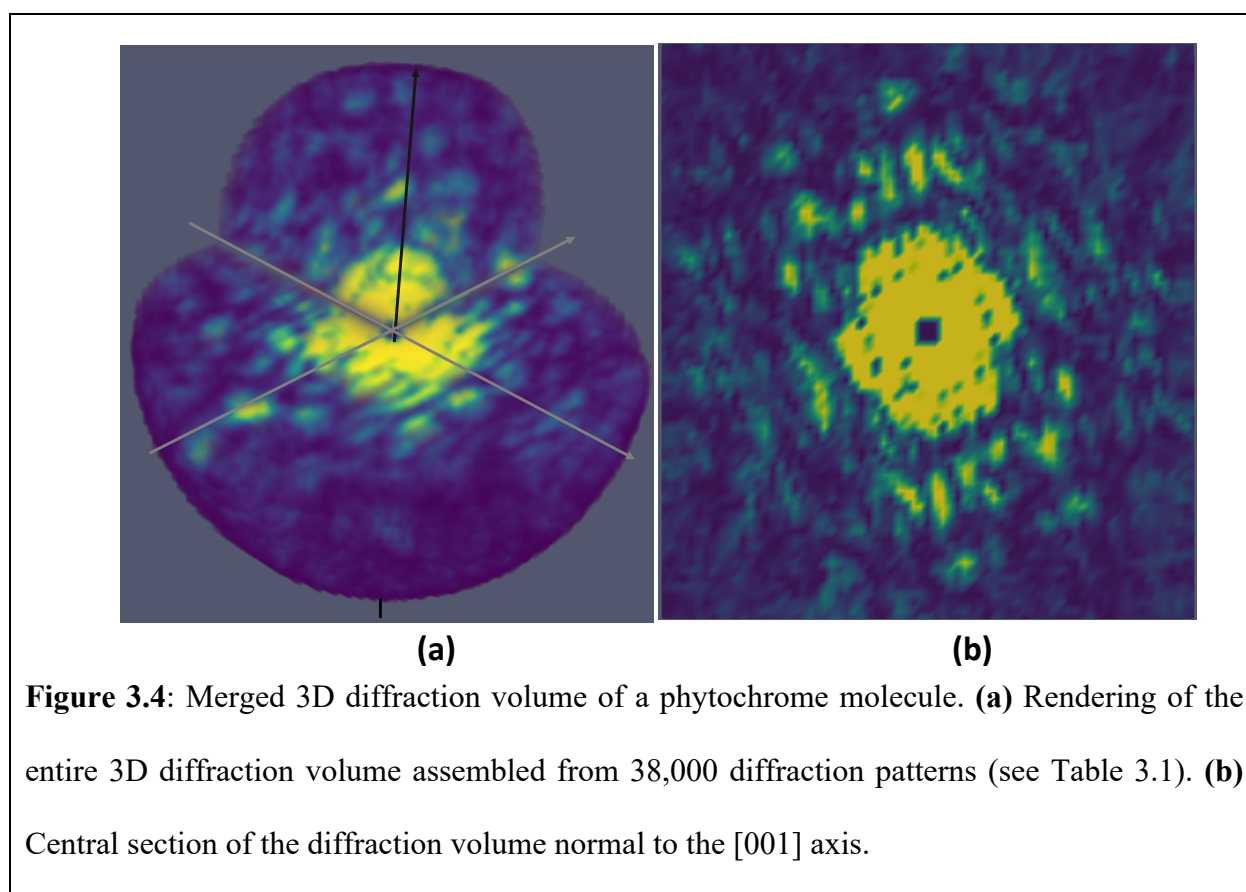 (a) (b)
Figure 3.4: Merged 3D diffraction volume of a phytochrome molecule. (a) Rendering of the
entire 3D diffraction volume assembled from 38,000 diffraction patterns (see Table 3.1). (b)
Central section of the diffraction volume normal to the [001] axis.